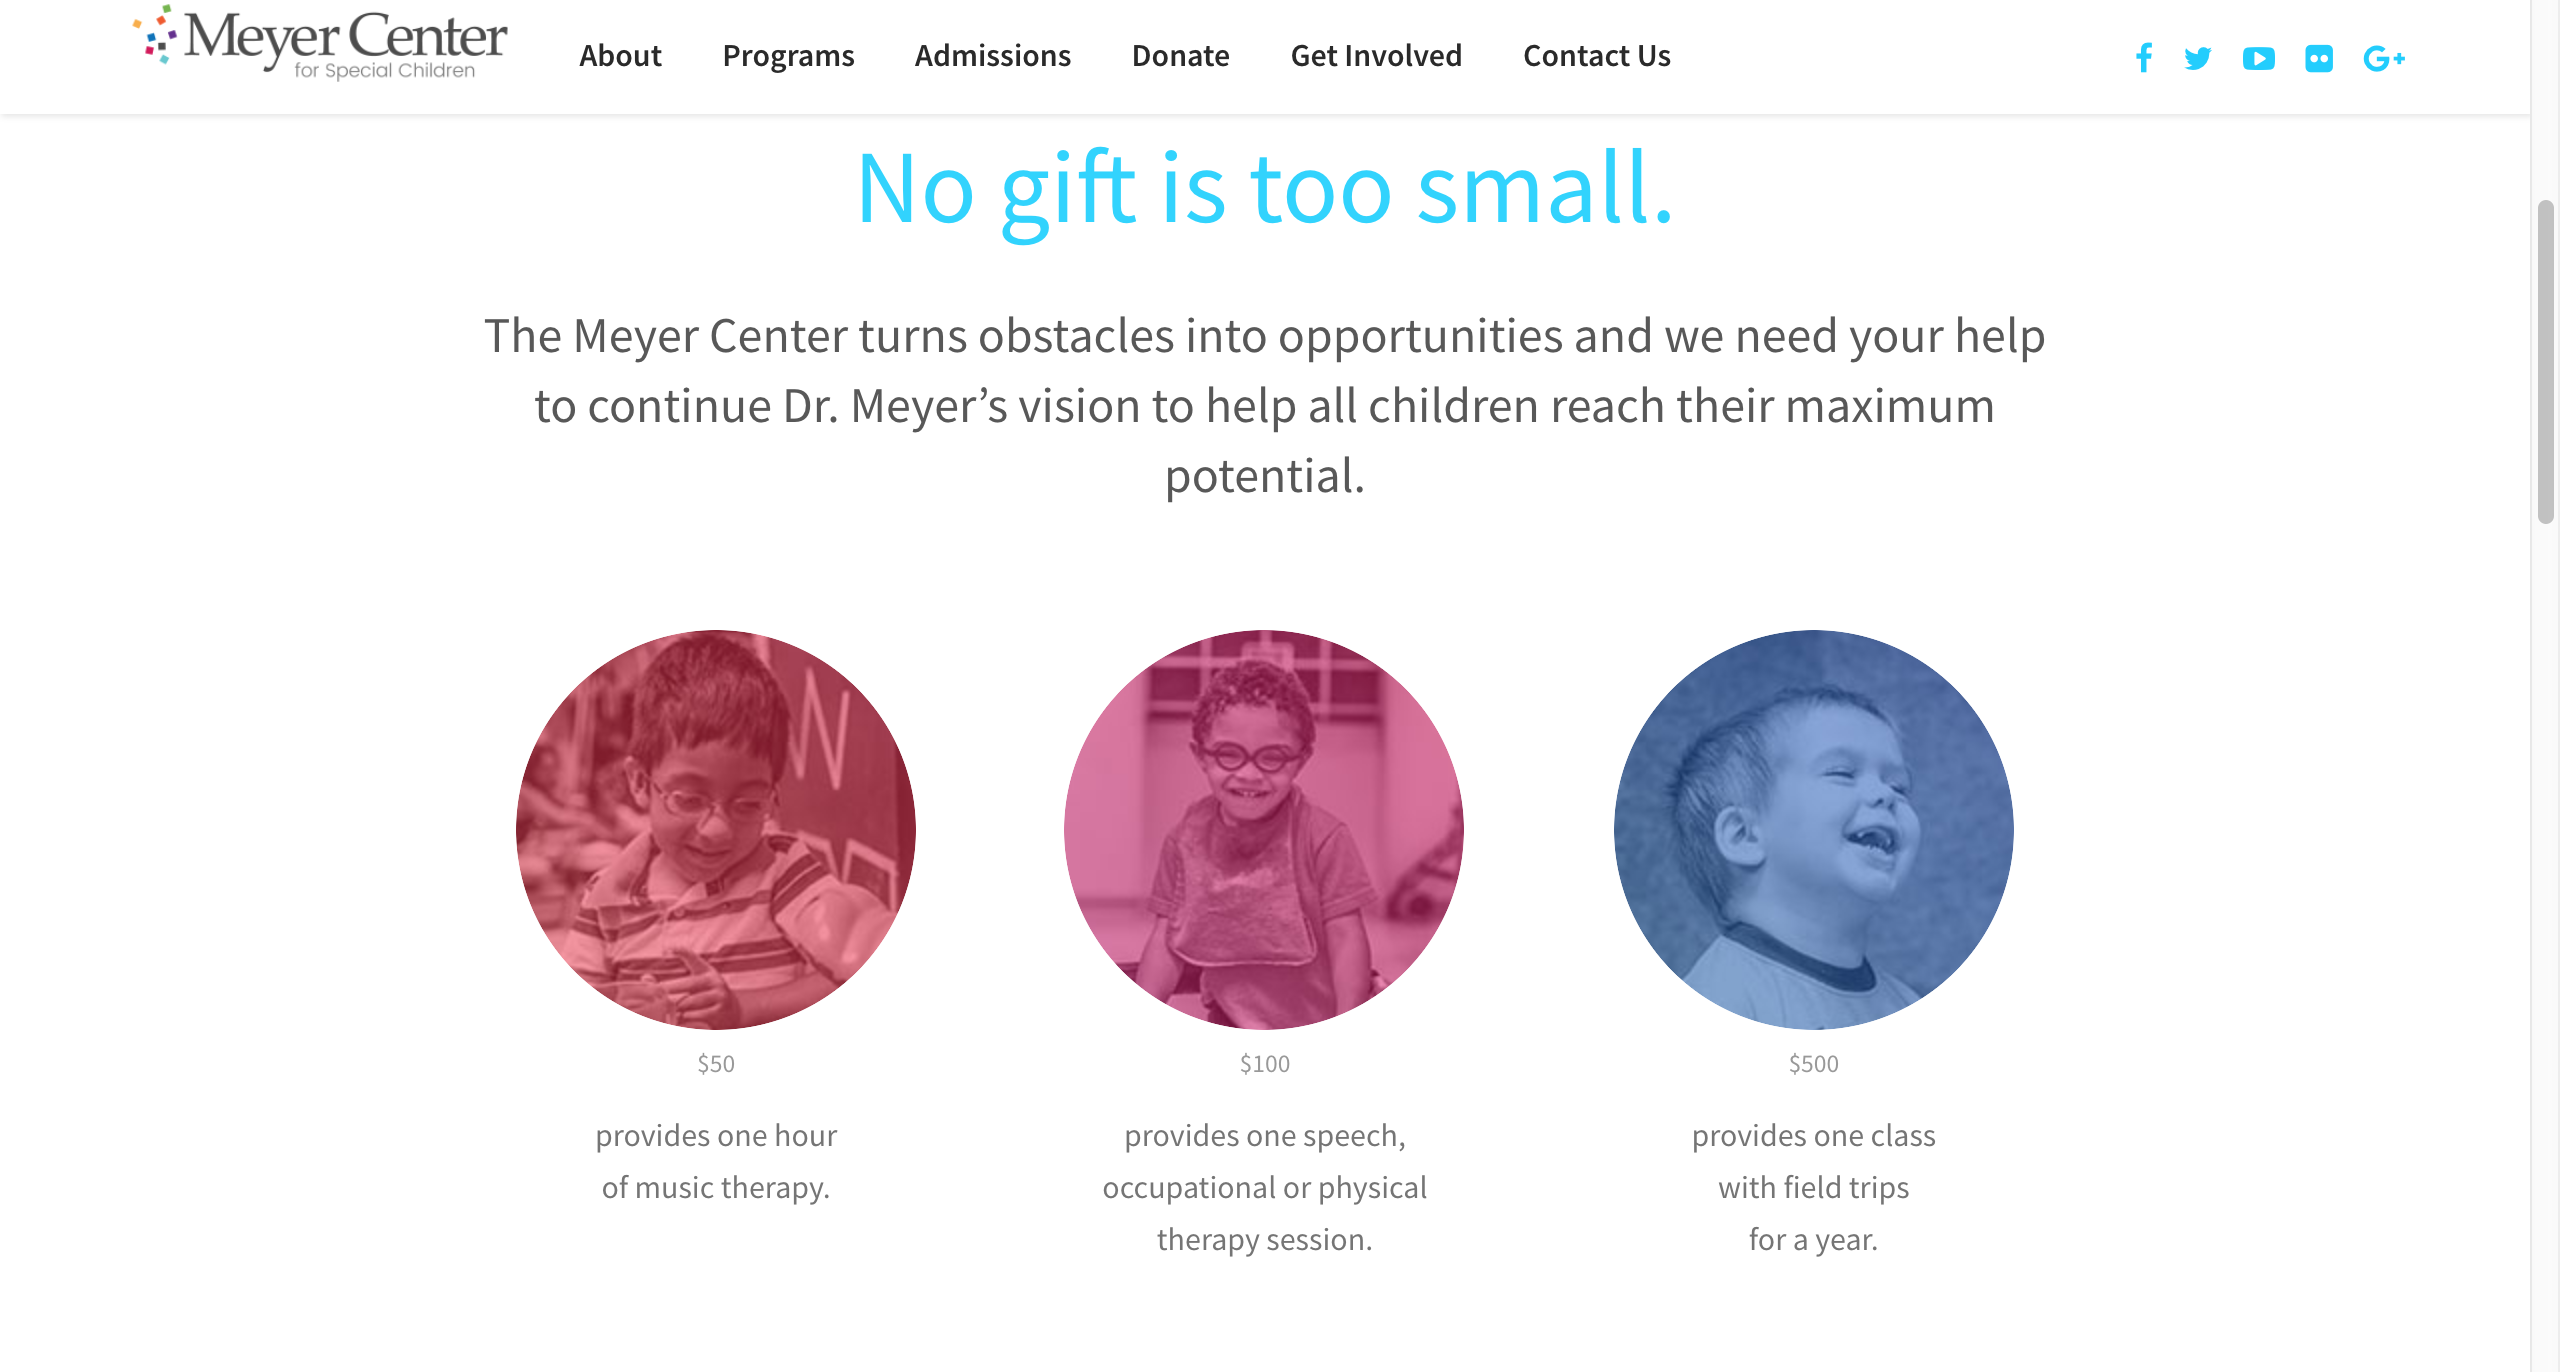 Meyer Center
for Special Children
About Programs Admissions Donate Get Involved Contact Us
No gift is too small.
The Meyer Center turns obstacles into opportunities and we need your help
to continue Dr. Meyer’s vision to help all children reach their maximum
potential.
N
$50
provides one hour
of music therapy.
$100
provides one speech,
occupational or physical
therapy session.
$500
provides one class
with field trips
for a year.